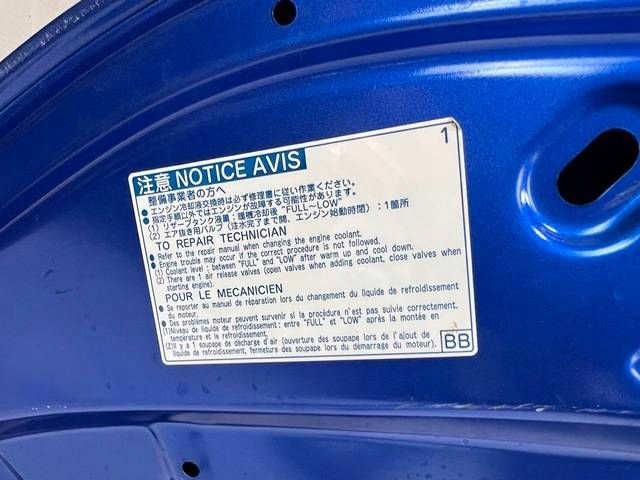 注意 NOTICE AVIS
1
整備事業者の方へ
● エンジン冷却液交換時は必ず修理書に従い作業ください。
● 指定手順以外ではエンジンが故障する可能性があります。
(1) リザーブタンク液量：暖機冷却後 "FULL～LOW"
(2) エア抜き用バルブ（注水完了まで開、エンジン始動時閉）：1箇所
TO REPAIR TECHNICIAN
● Refer to the repair manual when changing the engine coolant.
● Engine trouble may occur if the correct procedure is not followed.
(1) Coolant level : between "FULL" and "LOW" after warm up and cool down.
(2) There are 1 air release valves (open valves when adding coolant, close valves when
starting engine).
POUR LE MECANICIEN
● Se reporter au manuel de réparation lors du changement du liquide de refroidissement
du moteur.
● Des problèmes moteur peuvent survenir si la procédure n'est pas suivie correctement.
(1)Niveau de liquide de refroidissement: entre "FULL" et "LOW" après la montée en
température et le refroidissement.
(2)Il y a 1 soupape de décharge d'air (ouverture des soupapes lors de l'ajout de
liquide de refroidissement, fermeture des soupapes lors du démarrage du moteur).
BB